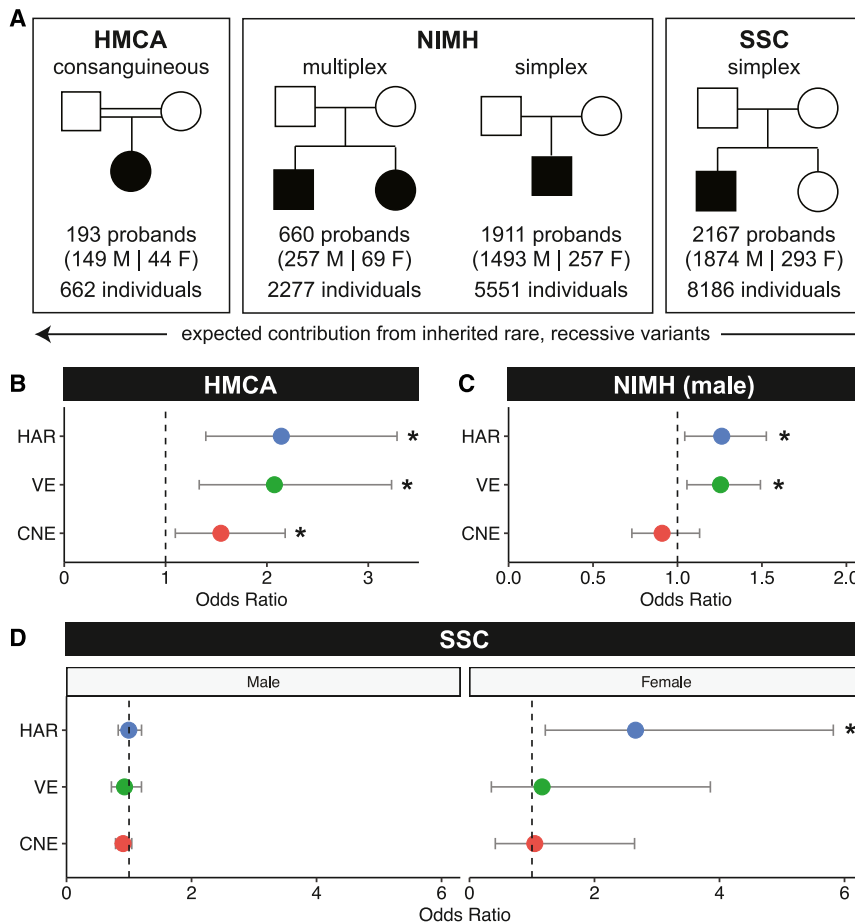 A
HMCA
consanguineous
193 probands
(149 M | 44 F)
662 individuals
NIMH
multiplex
660 probands
(257 M | 69 F)
2277 individuals
simplex
1911 probands
(1493 M | 257 F)
5551 individuals
SSC
simplex
2167 probands
(1874 M | 293 F)
8186 individuals
expected contribution from inherited rare, recessive variants
B
HMCA
HAR
*
VE
*
CNE
*
0 1 2 3
Odds Ratio
C
NIMH (male)
HAR
*
VE
*
CNE
0.0 0.5 1.0 1.5 2.0
Odds Ratio
D
SSC
Male
Female
HAR
*
VE
CNE
0 2 4 6
0 2 4 6
Odds Ratio